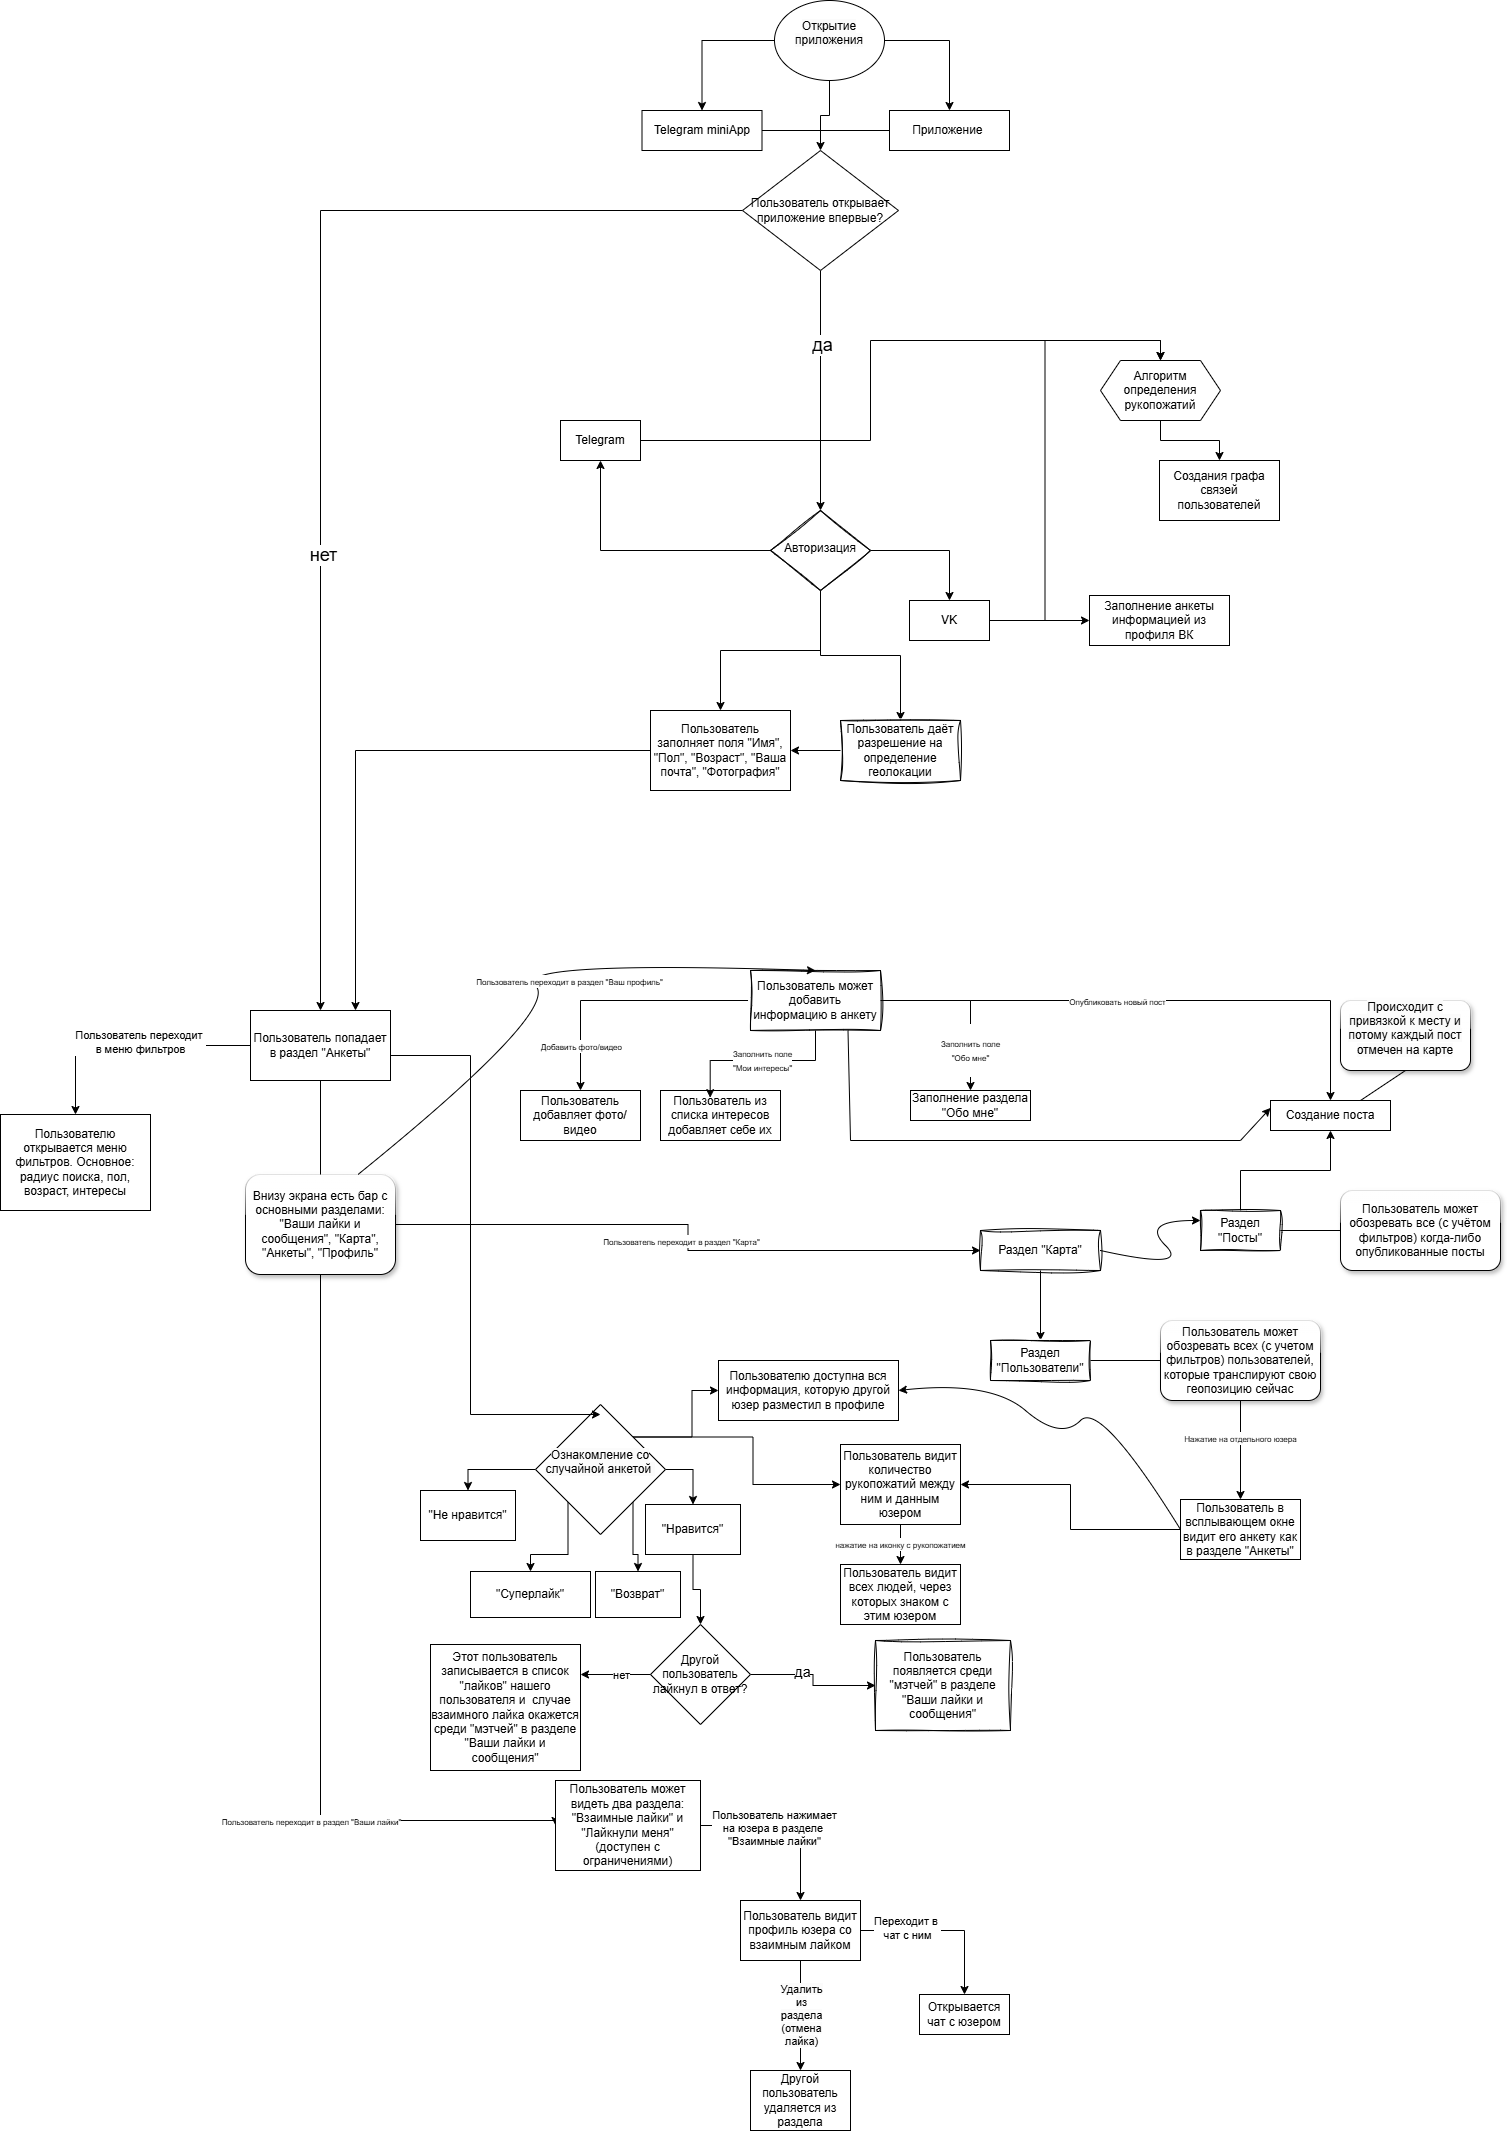 Открытие
приложения
Telegram miniApp
Приложение
Пользователь открывает
приложение впервые?
да
нет
Алгоритм
определения
рукопожатий
Telegram
Создания графа
связей
пользователей
Авторизация
VK
Заполнение анкеты
информацией из
профиля ВК
Пользователь
заполняет поля "Имя",
"Пол", "Возраст", "Ваша
почта", "Фотография"
Пользователь даёт
разрешение на
определение
геолокации
Пользователь переходит в раздел "Ваш профиль"
Пользователь может
добавить
информацию в анкету
Опубликовать новый пост
Происходит с
привязкой к месту и
потому каждый пост
отмечен на карте
Пользователь переходит
в меню фильтров
Пользователь попадает
в раздел "Анкеты"
Добавить фото/видео
Заполнить поле
"Мои интересы"
Заполнить поле
"Обо мне"
Пользователь
добавляет фото/
видео
Пользователь из
списка интересов
добавляет себе их
Заполнение раздела
"Обо мне"
Создание поста
Пользователю
открывается меню
фильтров. Основное:
радиус поиска, пол,
возраст, интересы
Внизу экрана есть бар с
основными разделами:
"Ваши лайки и
сообщения", "Карта",
"Анкеты", "Профиль"
Пользователь переходит в раздел "Карта"
Раздел "Карта"
Раздел
"Посты"
Пользователь может
обозревать все (с учётом
фильтров) когда-либо
опубликованные посты
Раздел
"Пользователи"
Пользователь может
обозревать всех (с учетом
фильтров) пользователей,
которые транслируют свою
геопозицию сейчас
Пользователю доступна вся
информация, которую другой
юзер разместил в профиле
Нажатие на отдельного юзера
Ознакомление со
случайной анкетой
Пользователь видит
количество
рукопожатий между
ним и данным
юзером
"Не нравится"
"Нравится"
Пользователь в
всплывающем окне
видит его анкету как
в разделе "Анкеты"
нажатие на иконку с рукопожатием
"Суперлайк"
"Возврат"
Пользователь видит
всех людей, через
которых знаком с
этим юзером
Этот пользователь
записывается в список
"лайков" нашего
пользователя и  случае
взаимного лайка окажется
среди "мэтчей" в разделе
"Ваши лайки и
сообщения"
нет
Другой
пользователь
лайкнул в ответ?
да
Пользователь
появляется среди
"мэтчей" в разделе
"Ваши лайки и
сообщения"
Пользователь переходит в раздел "Ваши лайки"
Пользователь может
видеть два раздела:
"Взаимные лайки" и
"Лайкнули меня"
(доступен с
ограничениями)
Пользователь нажимает
на юзера в разделе
"Взаимные лайки"
Пользователь видит
профиль юзера со
взаимным лайком
Переходит в
чат с ним
Удалить
из
раздела
(отмена
лайка)
Открывается
чат с юзером
Другой
пользователь
удаляется из
раздела